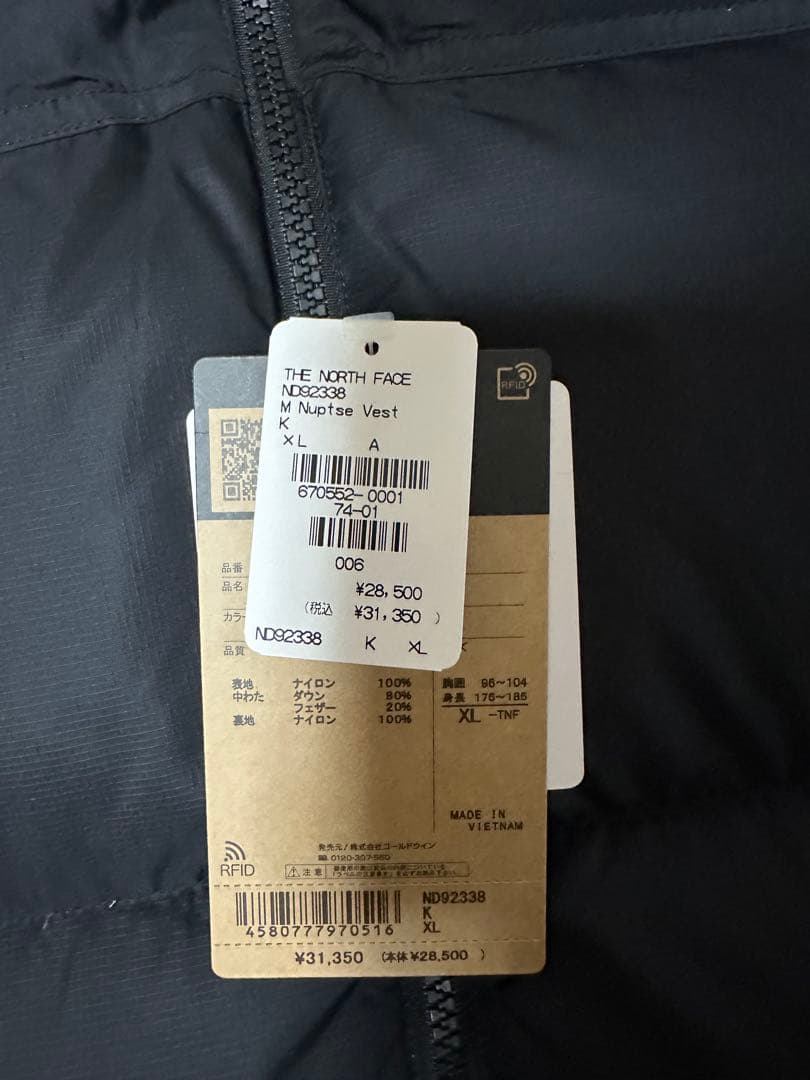 THE NORTH FACE
ND92338
M Nuptse Vest
K
XL A
670552-0001
74-01
006
¥28,500
(税込 ¥31,350 )
ND92338 K XL
RFID
品番
品名
カラー
品質
表地 ナイロン 100%
中わた ダウン 80%
フェザー 20%
裏地 ナイロン 100%
胸囲 96~104
身長 175~185
XL -TNF
MADE IN
VIETNAM
RFID
発売元/株式会社ゴールドウイン
0120-307-560
注意
4580777970516
ND92338
K
XL
¥31,350 (本体¥28,500 )